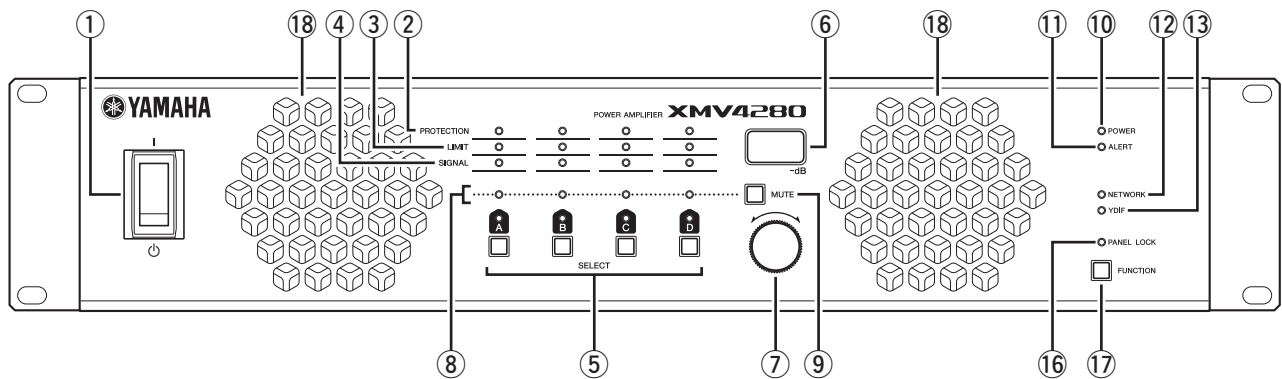 ① ⑱ ④ ③ ② ⑥ ⑱ ⑪ ⑩ ⑫ ⑬
YAMAHA
POWER AMPLIFIER XMV4280
PROTECTION
LIMIT
SIGNAL
-dB
MUTE
A B C D
SELECT
POWER
ALERT
NETWORK
YDIF
PANEL LOCK
FUNCTION
⑧ ⑤ ⑦ ⑨ ⑯ ⑰